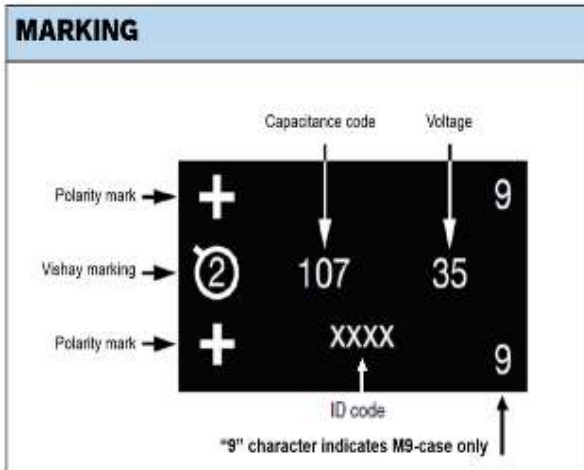 MARKING
Capacitance code
Voltage
Polarity mark
+
9
Vishay marking
2
107
35
Polarity mark
+
XXXX
9
ID code
"9" character indicates M9-case only